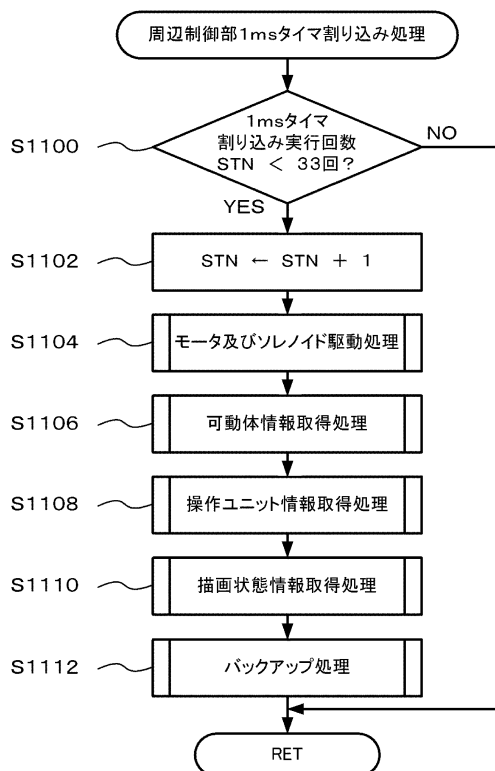 周辺制御部1msタイマ割り込み処理
S1100
1msタイマ
割り込み実行回数
STN < 33回?
NO
YES
S1102
STN ← STN + 1
S1104
モータ及びソレノイド駆動処理
S1106
可動体情報取得処理
S1108
操作ユニット情報取得処理
S1110
描画状態情報取得処理
S1112
バックアップ処理
RET